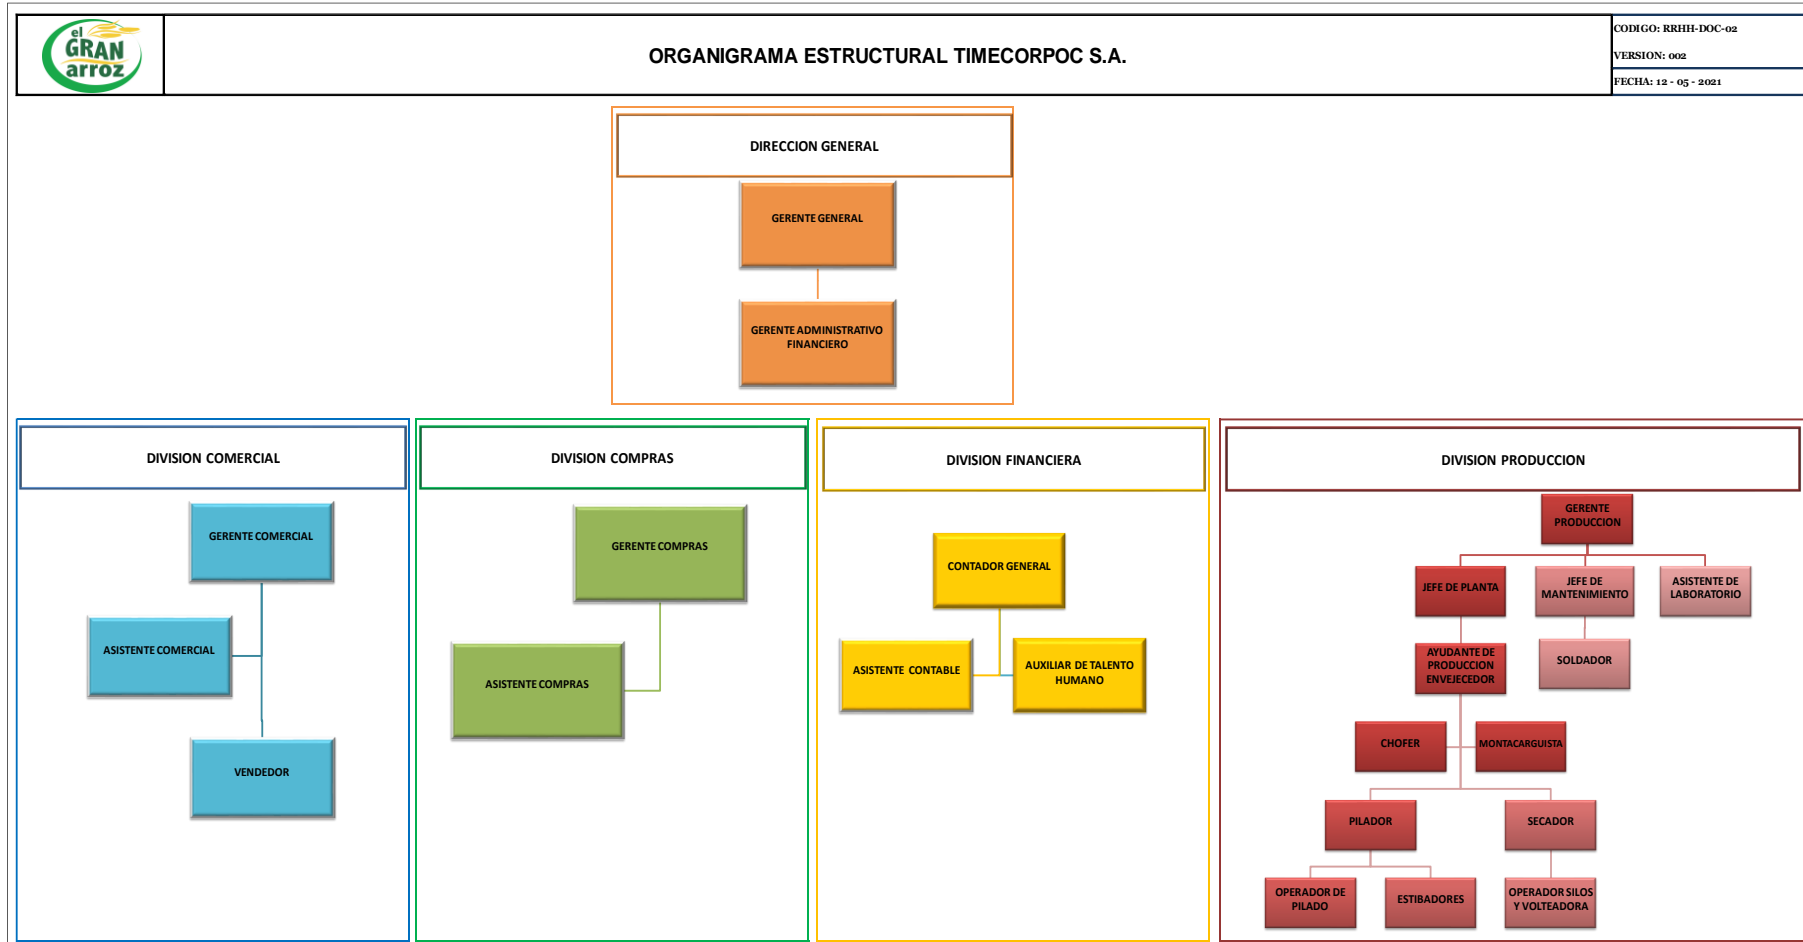 el
GRAN
arroz
ORGANIGRAMA ESTRUCTURAL TIMECORPOC S.A.
CODIGO: RRHH-DOC-02
VERSION: 002
FECHA: 12 - 05 - 2021
DIRECCION GENERAL
GERENTE GENERAL
GERENTE ADMINISTRATIVO
FINANCIERO
DIVISION COMERCIAL
GERENTE COMERCIAL
ASISTENTE COMERCIAL
VENDEDOR
DIVISION COMPRAS
GERENTE COMPRAS
ASISTENTE COMPRAS
DIVISION FINANCIERA
CONTADOR GENERAL
ASISTENTE CONTABLE
AUXILIAR DE TALENTO
HUMANO
DIVISION PRODUCCION
GERENTE
PRODUCCION
JEFE DE PLANTA
JEFE DE
MANTENIMIENTO
ASISTENTE DE
LABORATORIO
AYUDANTE DE
PRODUCCION
ENVEJECEDOR
SOLDADOR
CHOFER
MONTACARGUISTA
PILADOR
SECADOR
OPERADOR DE
PILADO
ESTIBADORES
OPERADOR SILOS
Y VOLTEADORA